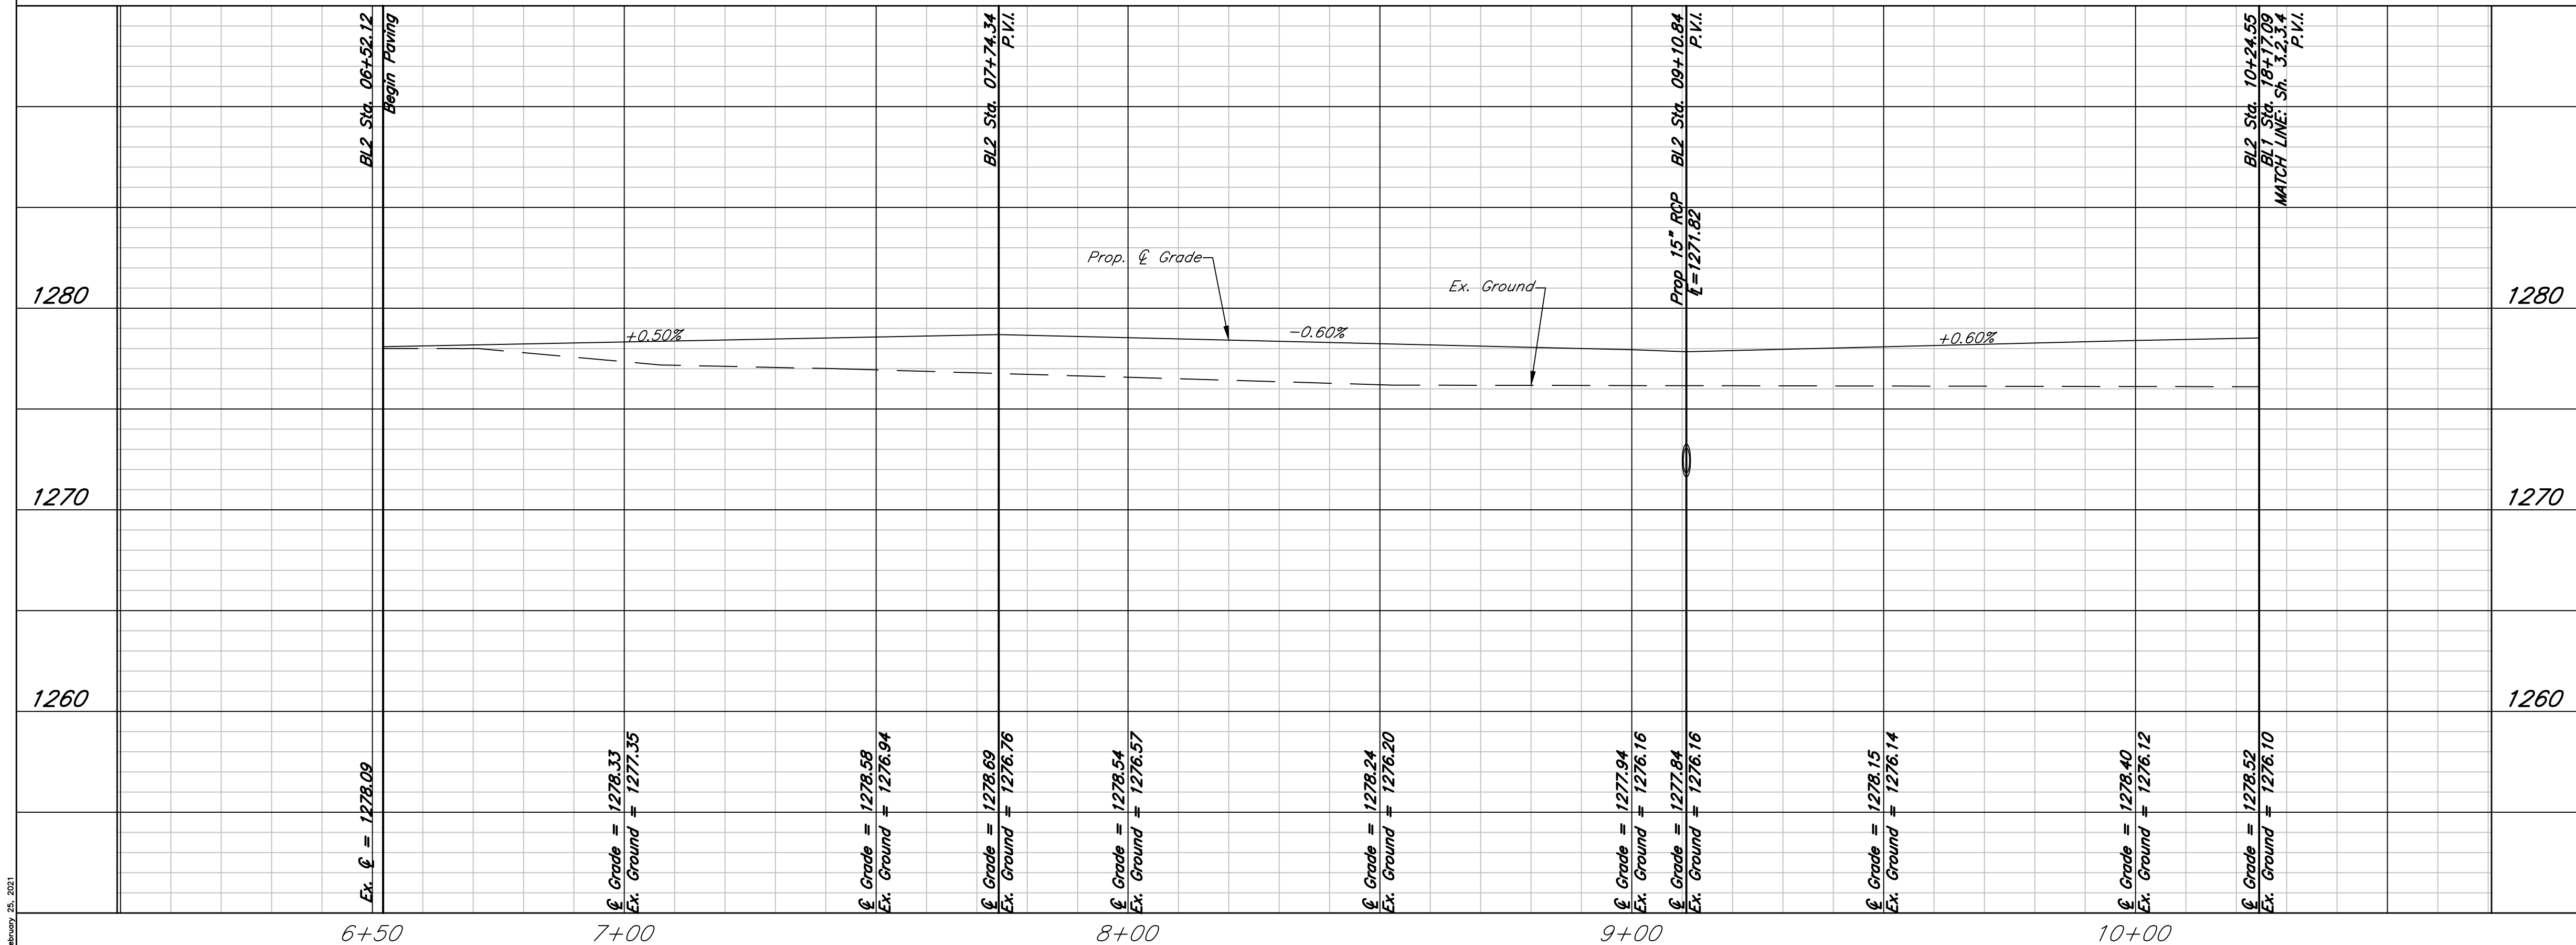 BL2 Sta. 06+52.12
Begin Paving
BL2 Sta. 07+74.34
P.V.I.
Prop 15" RCP BL2 Sta. 09+10.84
P.V.I.
℄=1271.82
BL2 Sta. 10+24.55
BL1 Sta. 18+17.09
MATCH LINE: Sh. 3.2,3.4
P.V.I.
1280
1280
Prop. ℄ Grade
Ex. Ground
+0.50%
-0.60%
+0.60%
1270
1270
1260
1260
Ex. ℄ = 1278.09
℄ Grade = 1278.33
Ex. Ground = 1277.35
℄ Grade = 1278.58
Ex. Ground = 1276.94
℄ Grade = 1278.69
Ex. Ground = 1276.76
℄ Grade = 1278.54
Ex. Ground = 1276.57
℄ Grade = 1278.24
Ex. Ground = 1276.20
℄ Grade = 1277.94
Ex. Ground = 1276.16
℄ Grade = 1277.84
Ex. Ground = 1276.16
℄ Grade = 1278.15
Ex. Ground = 1276.14
℄ Grade = 1278.40
Ex. Ground = 1276.12
℄ Grade = 1278.52
Ex. Ground = 1276.10
6+50
7+00
8+00
9+00
10+00
ebruary 25, 2021